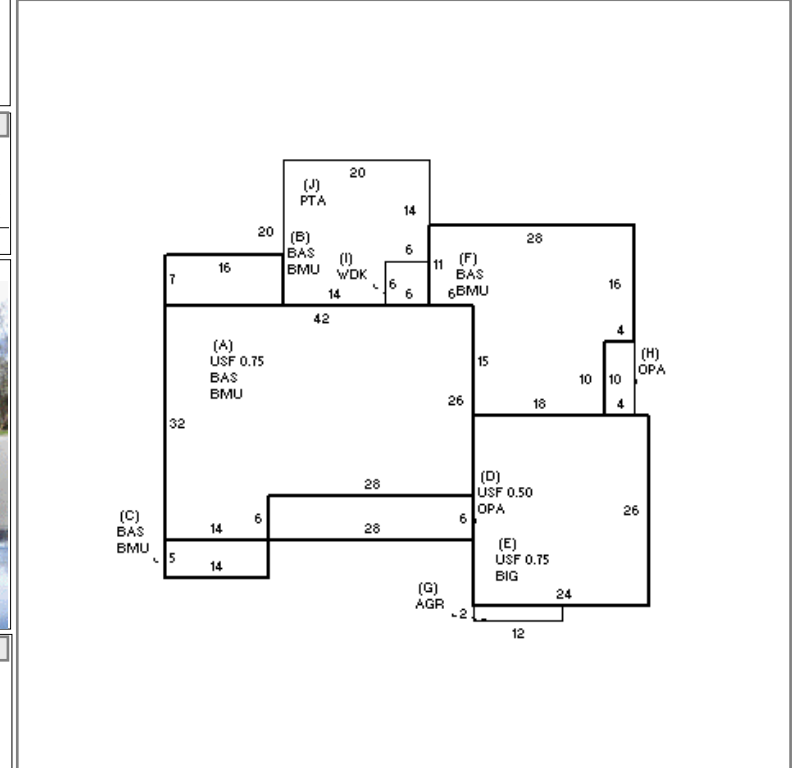 20
(J)
PTA
14
20
(B)
BAS
BMU
28
6
(I)
WDK
11
(F)
BAS
BMU
16
7
6
16
14
6
6
42
4
(A)
USF 0.75
BAS
BMU
15
(H)
OPA
10
10
26
18
4
32
28
(D)
USF 0.50
OPA
26
(C)
BAS
BMU
14
6
28
6
(E)
USF 0.75
BIG
5
14
24
(G)
AGR
2
12